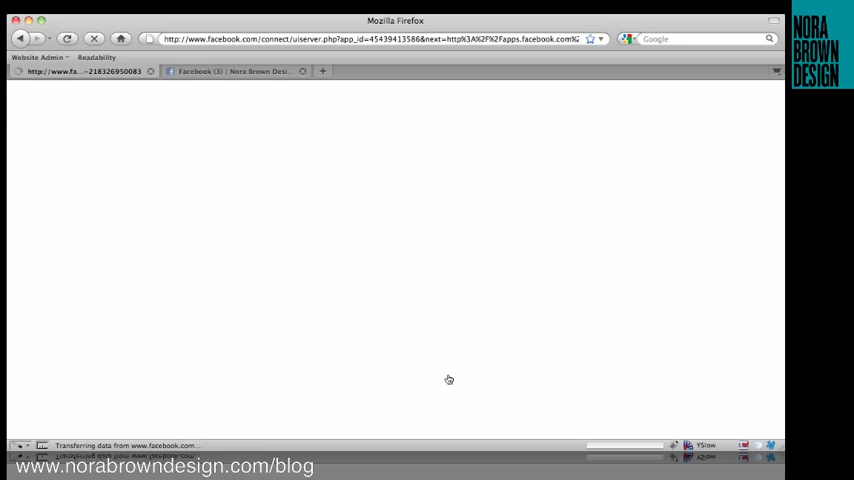 Mozilla Firefox
http://www.facebook.com/connect/uiserver.php?app_id=45439413586&next=http%3A%2F%2Fapps.facebook.com%2
Google
Website Admin
Readability
http://www.fa...=218326950083
Facebook (3) | Nora Brown Desi...
NORA
BROWN
DESIGN
Transferring data from www.facebook.com...
YSlow
www.norabrowndesign.com/blog